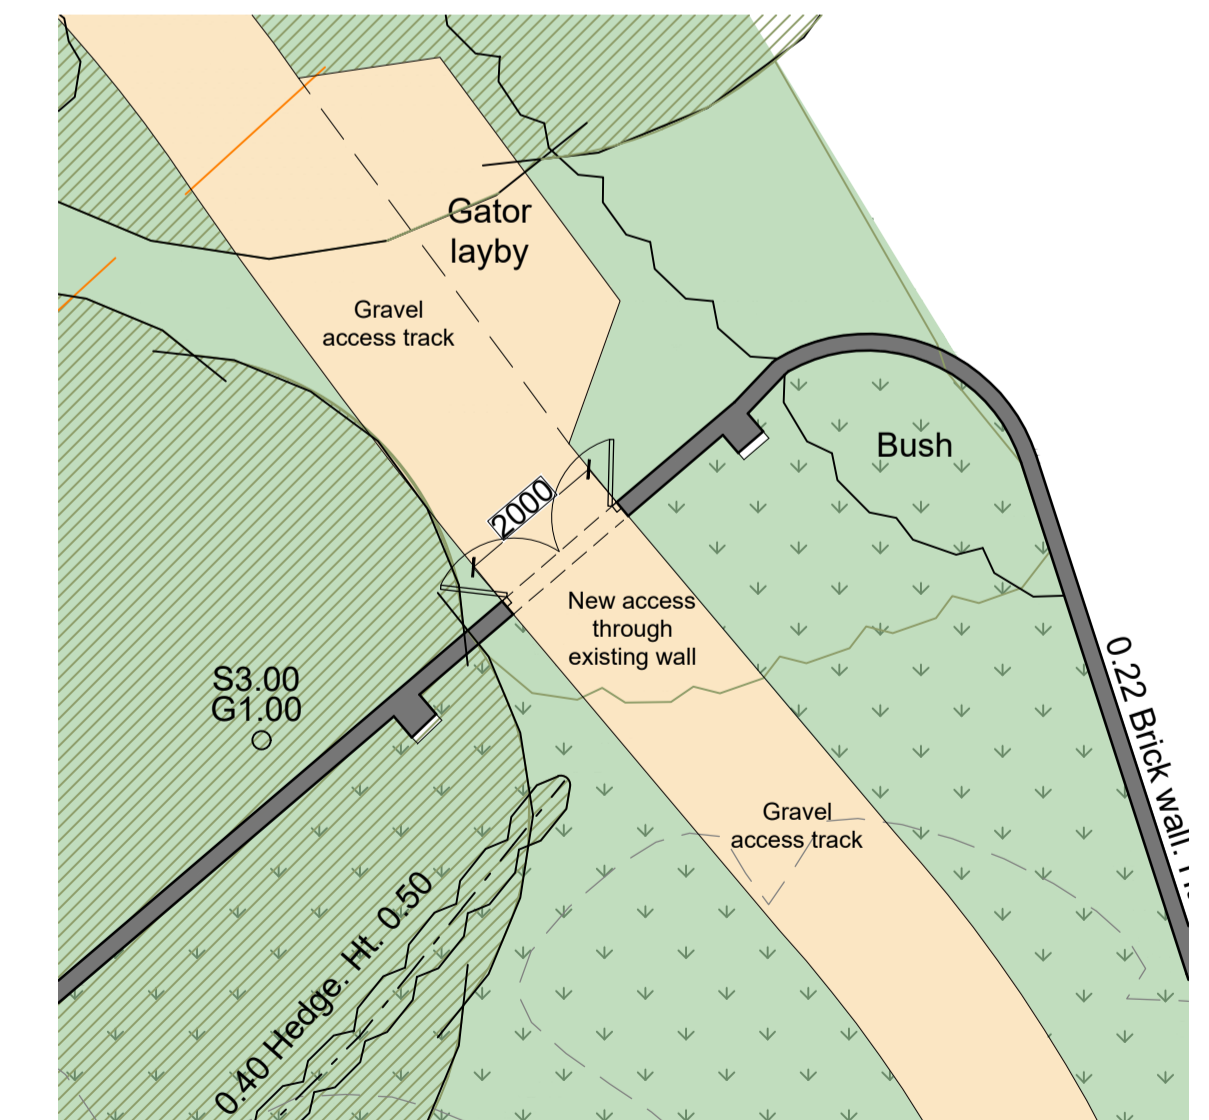 Gator
layby
Gravel
access track
Bush
2000
New access
through
existing wall
S3.00
G1.00
0.22 Brick wall.
Gravel
access track
0.40 Hedge. Ht. 0.50